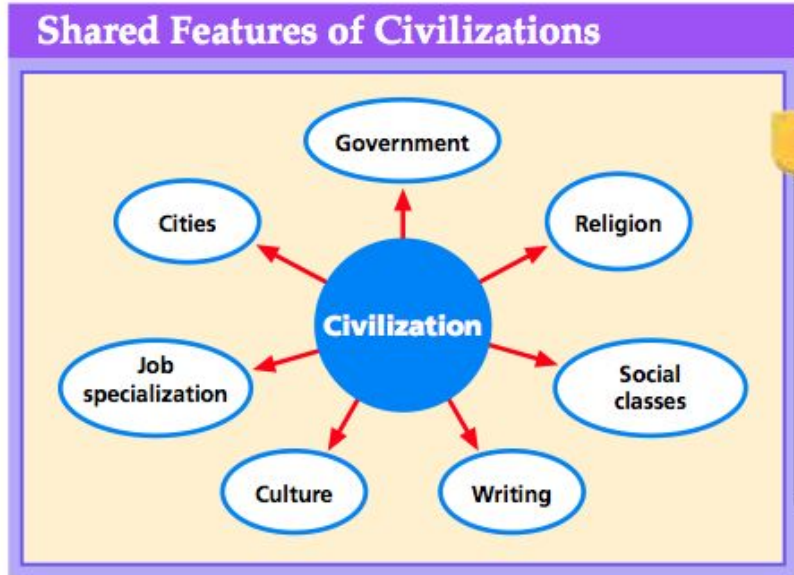 Shared Features of Civilizations
Government
Cities
Religion
Civilization
Job
specialization
Social
classes
Culture
Writing